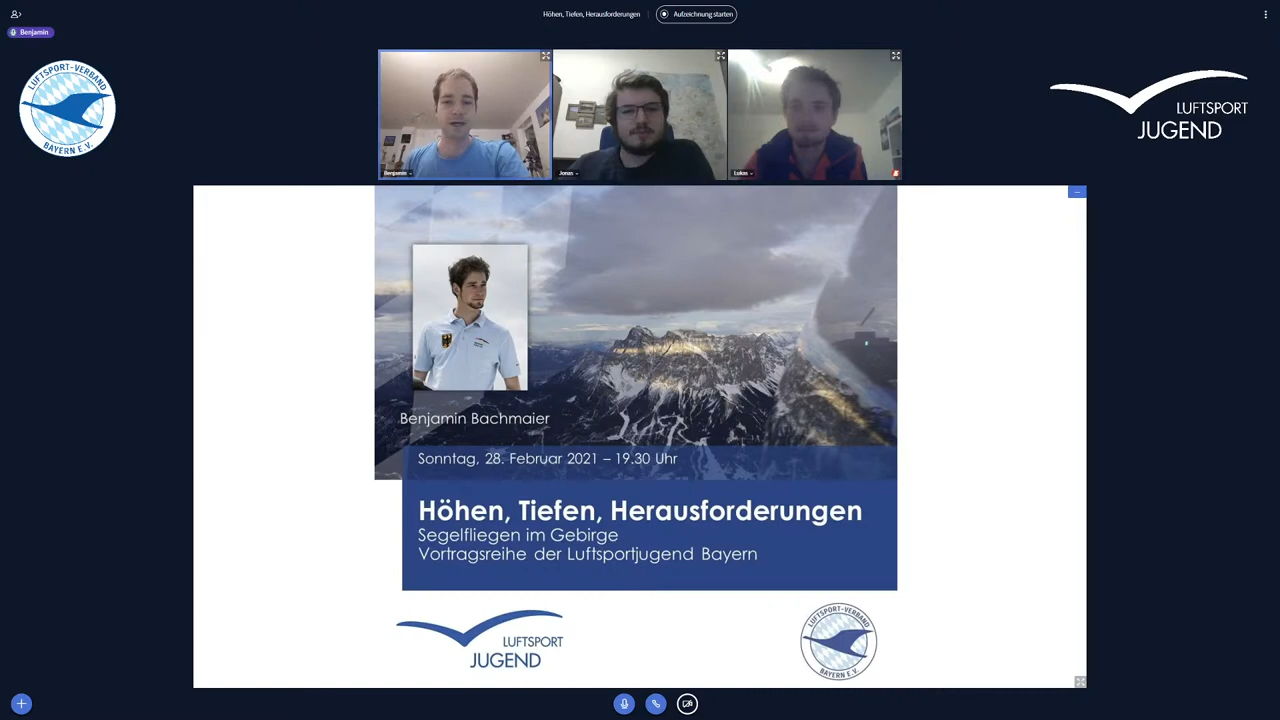 Höhen, Tiefen, Herausforderungen
Aufzeichnung starten
Benjamin
LUFTSPORT-VERBAND
BAYERN E.V.
LUFTSPORT
JUGEND
Benjamin
Jonas
Lukas
Benjamin Bachmaier
Sonntag, 28. Februar 2021 – 19.30 Uhr
Höhen, Tiefen, Herausforderungen
Segelfliegen im Gebirge
Vortragsreihe der Luftsportjugend Bayern
LUFTSPORT
JUGEND
LUFTSPORT-VERBAND
BAYERN E.V.